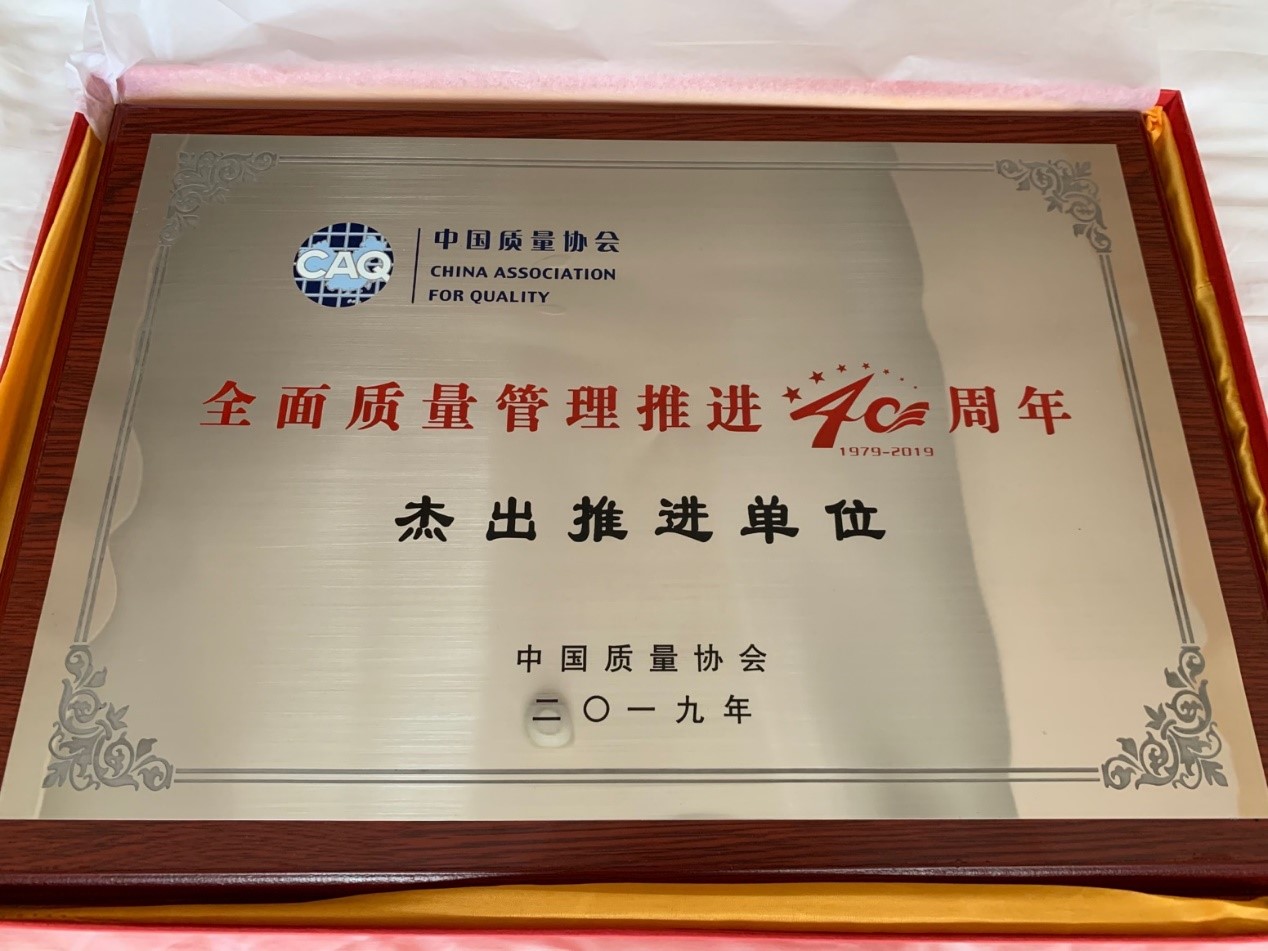 CAQ
中国质量协会
CHINA ASSOCIATION
FOR QUALITY
全面质量管理推进40周年
1979-2019
杰出推进单位
中国质量协会
二〇一九年